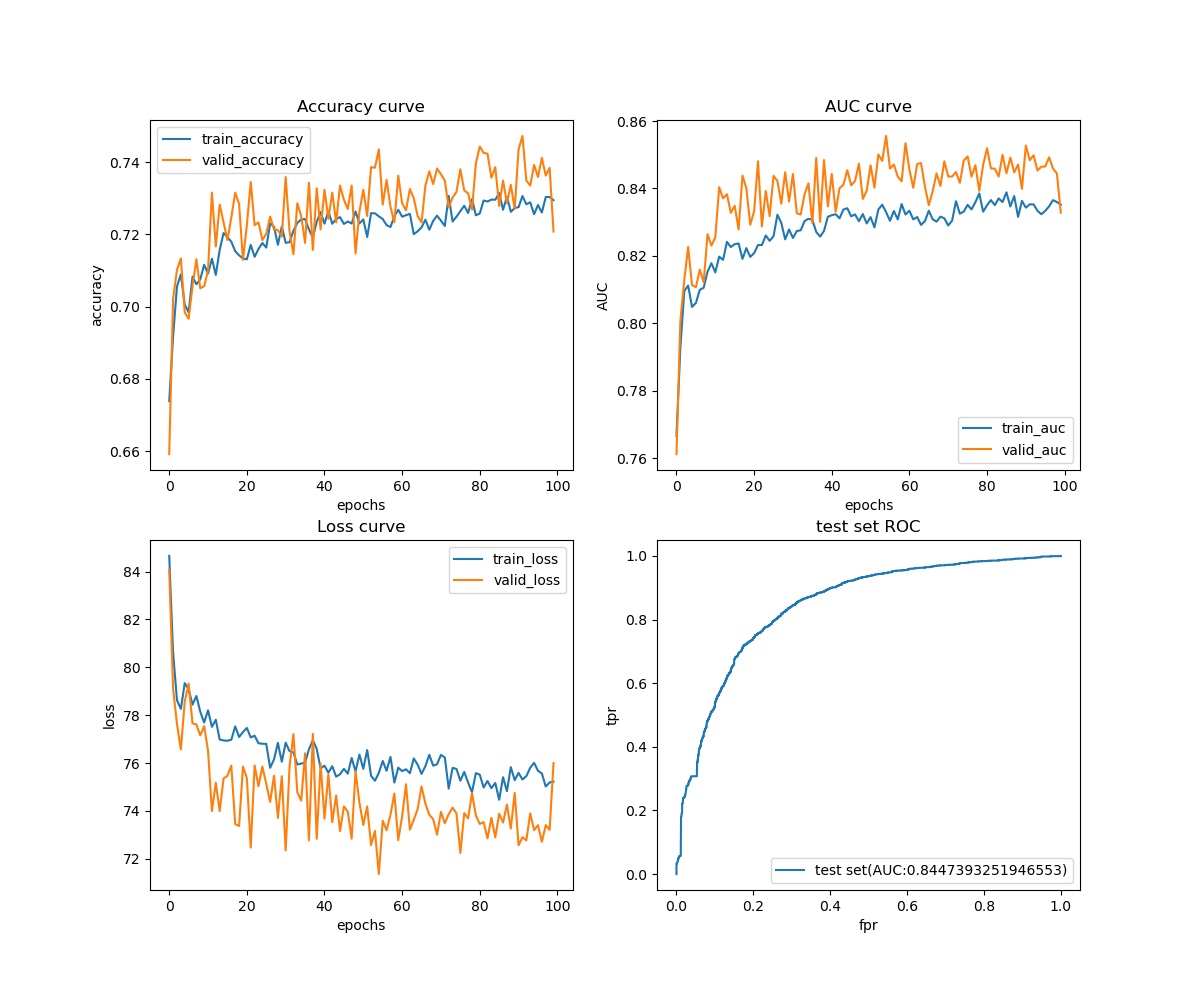 Accuracy curve
train_accuracy
valid_accuracy
accuracy
0.74
0.72
0.70
0.68
0.66
0 20 40 60 80 100
epochs
AUC curve
AUC
0.86
0.84
0.82
0.80
0.78
0.76
train_auc
valid_auc
0 20 40 60 80 100
epochs
Loss curve
train_loss
valid_loss
loss
84
82
80
78
76
74
72
0 20 40 60 80 100
epochs
test set ROC
tpr
1.0
0.8
0.6
0.4
0.2
0.0
test set(AUC:0.8447393251946553)
0.0 0.2 0.4 0.6 0.8 1.0
fpr